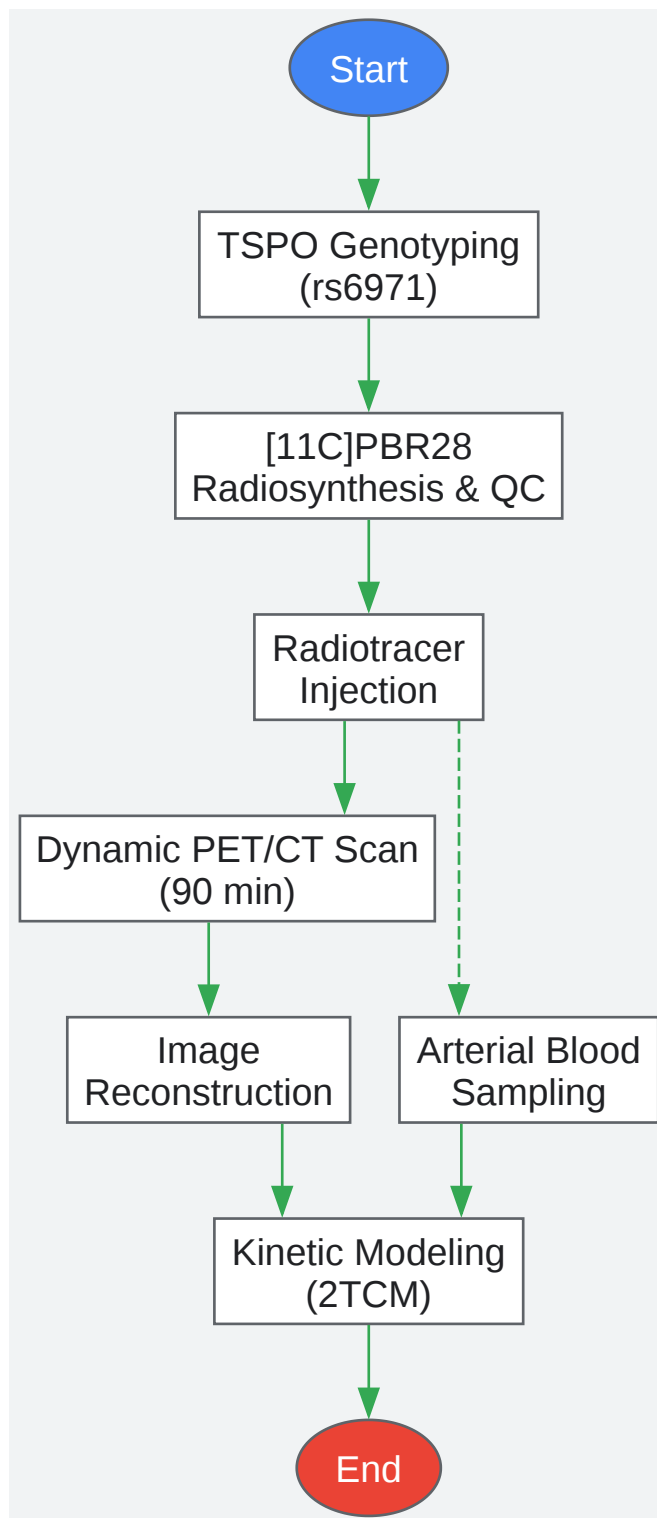 Start
TSPO Genotyping
(rs6971)
[11C]PBR28
Radiosynthesis & QC
Radiotracer
Injection
Dynamic PET/CT Scan
(90 min)
Image
Reconstruction
Arterial Blood
Sampling
Kinetic Modeling
(2TCM)
End